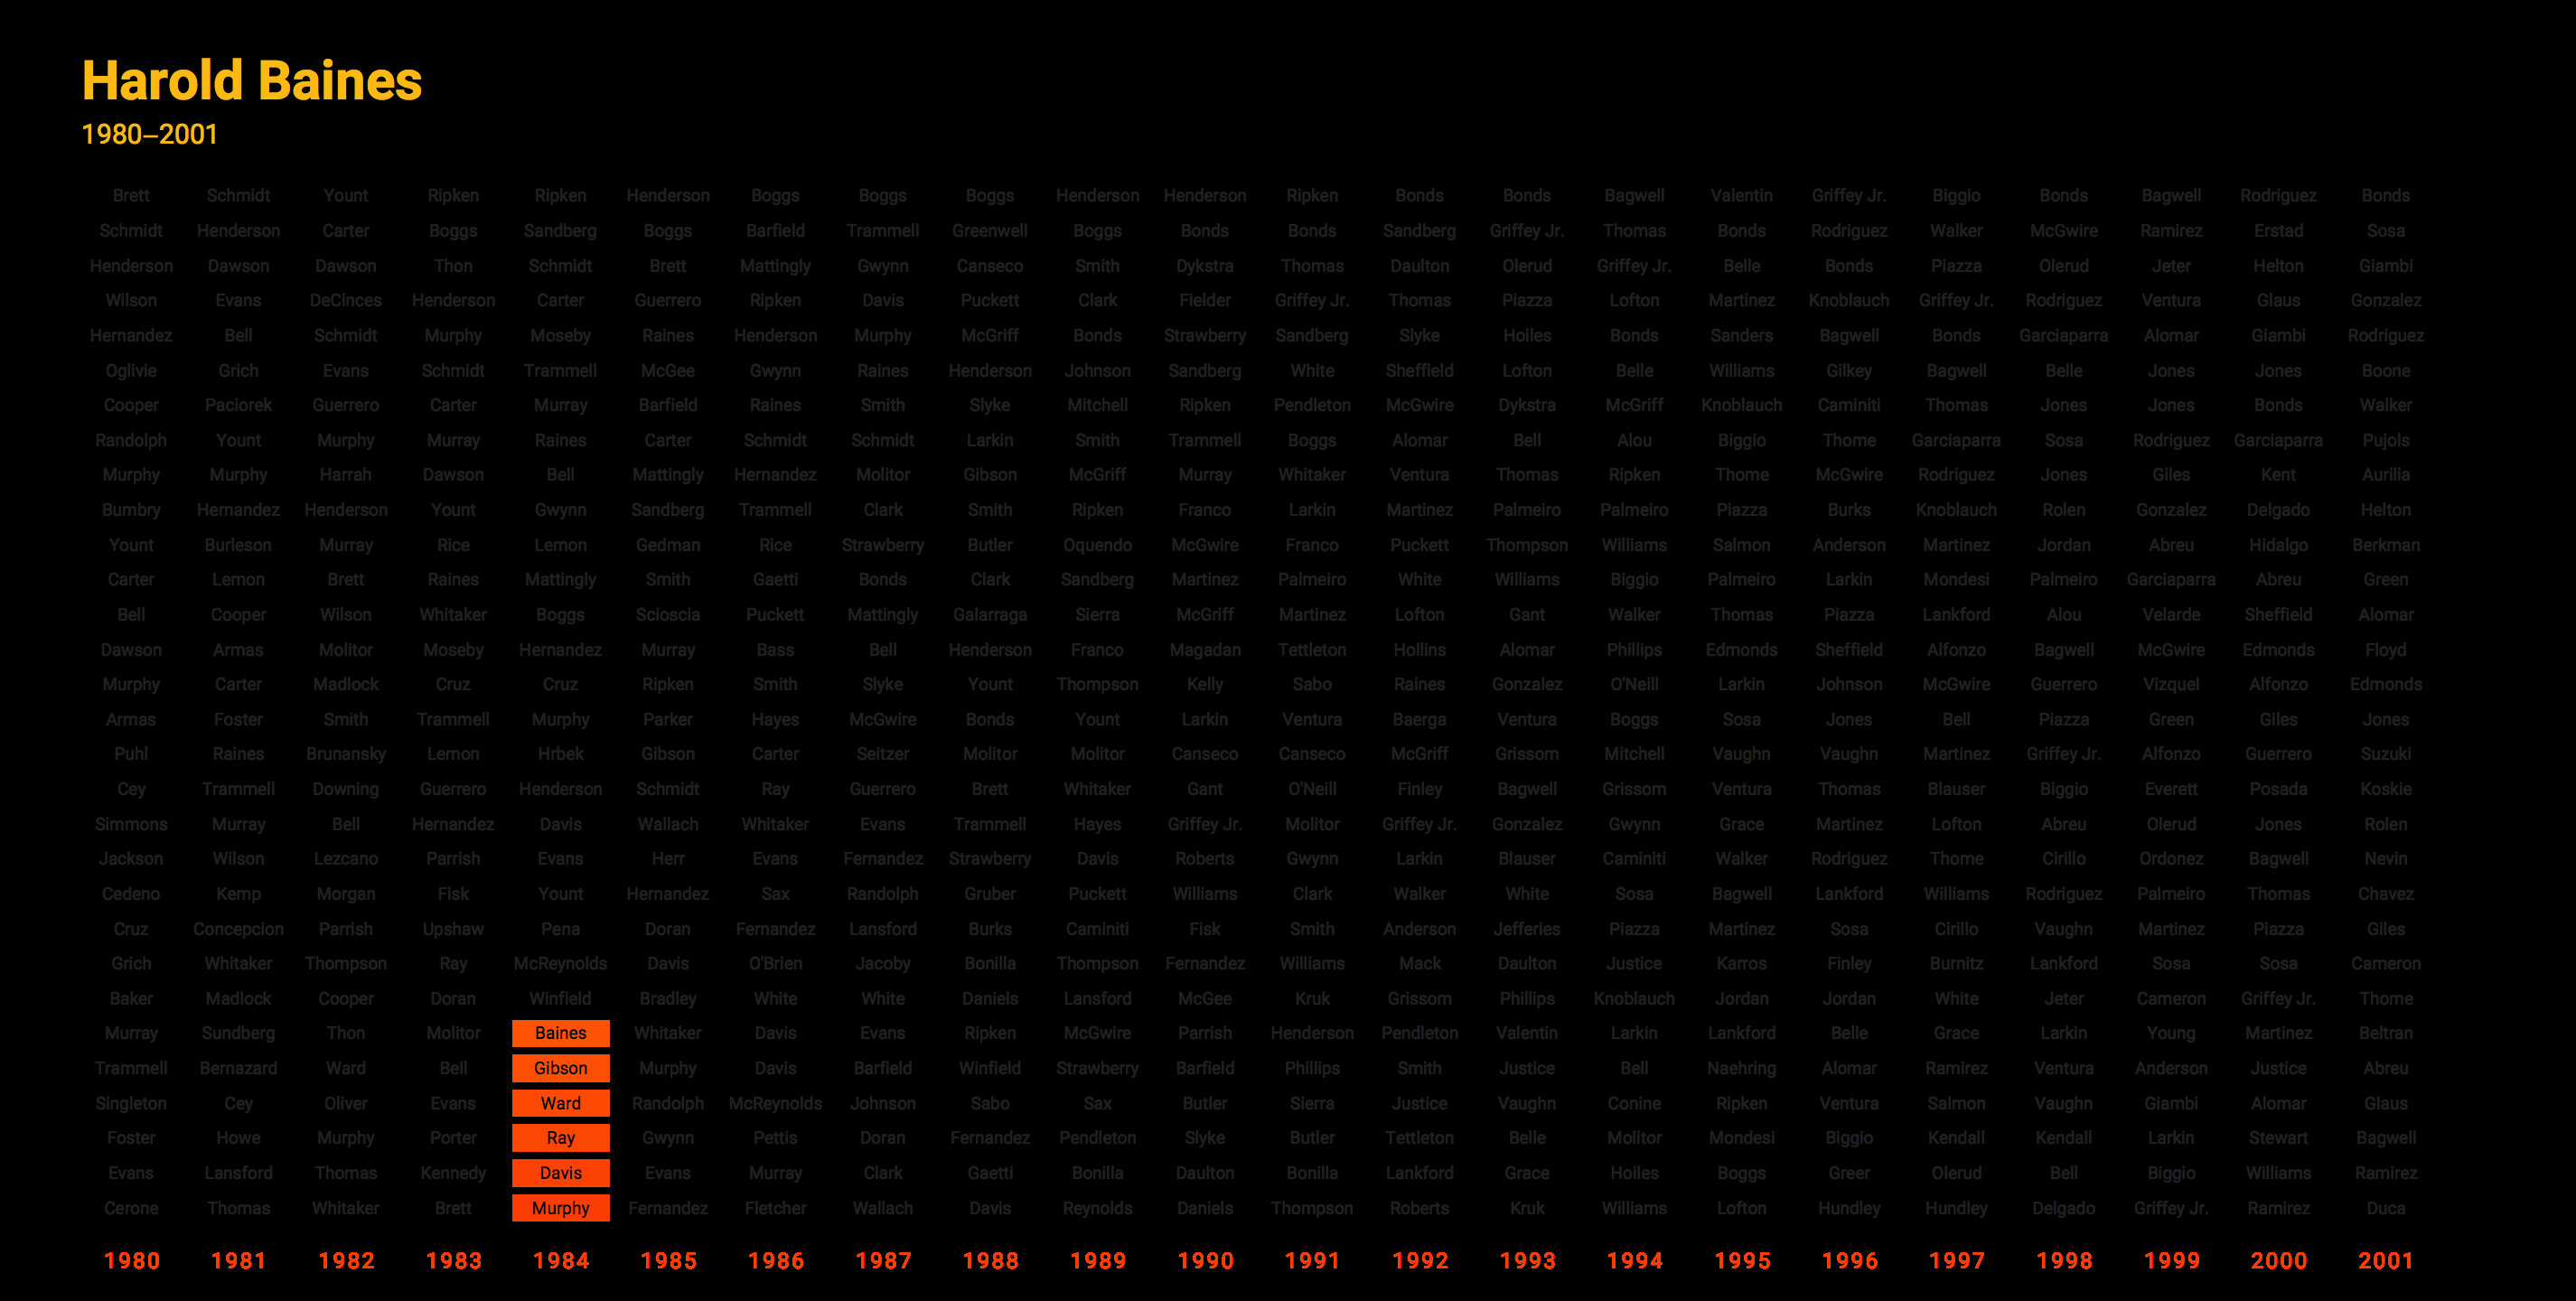 Harold Baines
1980–2001
Brett Schmidt Yount Ripken Ripken Henderson Boggs Boggs Boggs Henderson Henderson Ripken Bonds Bonds Bagwell Valentin Griffey Jr. Biggio Bonds Bagwell Rodriguez Bonds
Schmidt Henderson Carter Boggs Sandberg Boggs Barfield Trammell Greenwell Boggs Bonds Bonds Sandberg Griffey Jr. Thomas Bonds Rodriguez Walker McGwire Ramirez Erstad Sosa
Henderson Dawson Dawson Thon Schmidt Brett Mattingly Gwynn Canseco Smith Dykstra Thomas Daulton Olerud Griffey Jr. Belle Bonds Piazza Olerud Jeter Helton Giambi
Wilson Evans DeCinces Henderson Carter Guerrero Ripken Davis Puckett Clark Fielder Griffey Jr. Thomas Piazza Lofton Martinez Knoblauch Griffey Jr. Rodriguez Ventura Glaus Gonzalez
Hernandez Bell Schmidt Murphy Moseby Raines Henderson Murphy McGriff Bonds Strawberry Sandberg Slyke Hoiles Bonds Sanders Bagwell Bonds Garciaparra Alomar Giambi Rodriguez
Oglivie Grich Evans Schmidt Trammell McGee Gwynn Raines Henderson Johnson Sandberg White Sheffield Lofton Belle Williams Gilkey Bagwell Belle Jones Jones Boone
Cooper Paciorek Guerrero Carter Murray Barfield Raines Smith Slyke Mitchell Ripken Pendleton McGwire Dykstra McGriff Knoblauch Caminiti Thomas Jones Jones Bonds Walker
Randolph Yount Murphy Murray Raines Carter Schmidt Schmidt Larkin Smith Trammell Boggs Alomar Bell Alou Biggio Thome Garciaparra Sosa Rodriguez Garciaparra Pujols
Murphy Murphy Harrah Dawson Bell Mattingly Hernandez Molitor Gibson McGriff Murray Whitaker Ventura Thomas Ripken Thome McGwire Rodriguez Jones Giles Kent Aurilia
Bumbry Hernandez Henderson Yount Gwynn Sandberg Trammell Clark Smith Ripken Franco Larkin Martinez Palmeiro Palmeiro Piazza Burks Knoblauch Rolen Gonzalez Delgado Helton
Yount Burleson Murray Rice Lemon Gedman Rice Strawberry Butler Oquendo McGwire Franco Puckett Thompson Williams Salmon Anderson Martinez Jordan Abreu Hidalgo Berkman
Carter Lemon Brett Raines Mattingly Smith Gaetti Bonds Clark Sandberg Martinez Palmeiro White Williams Biggio Palmeiro Larkin Mondesi Palmeiro Garciaparra Abreu Green
Bell Cooper Wilson Whitaker Boggs Scioscia Puckett Mattingly Galarraga Sierra McGriff Martinez Lofton Gant Walker Thomas Piazza Lankford Alou Velarde Sheffield Alomar
Dawson Armas Molitor Moseby Hernandez Murray Bass Bell Henderson Franco Magadan Tettleton Hollins Alomar Phillips Edmonds Sheffield Alfonzo Bagwell McGwire Edmonds Floyd
Murphy Carter Madlock Cruz Cruz Ripken Smith Slyke Yount Thompson Kelly Sabo Raines Gonzalez O'Neill Larkin Johnson McGwire Guerrero Vizquel Alfonzo Edmonds
Armas Foster Smith Trammell Murphy Parker Hayes McGwire Bonds Yount Larkin Ventura Baerga Ventura Boggs Sosa Jones Bell Piazza Green Giles Jones
Puhl Raines Brunansky Lemon Hrbek Gibson Carter Seitzer Molitor Molitor Canseco Canseco McGriff Grissom Mitchell Vaughn Vaughn Martinez Griffey Jr. Alfonzo Guerrero Suzuki
Cey Trammell Downing Guerrero Henderson Schmidt Ray Guerrero Brett Whitaker Gant O'Neill Finley Bagwell Grissom Ventura Thomas Blauser Biggio Everett Posada Koskie
Simmons Murray Bell Hernandez Davis Wallach Whitaker Evans Trammell Hayes Griffey Jr. Molitor Griffey Jr. Gonzalez Gwynn Grace Martinez Lofton Abreu Olerud Jones Rolen
Jackson Wilson Lezcano Parrish Evans Herr Evans Fernandez Strawberry Davis Roberts Gwynn Larkin Blauser Caminiti Walker Rodriguez Thome Cirillo Ordonez Bagwell Nevin
Cedeno Kemp Morgan Fisk Yount Hernandez Sax Randolph Gruber Puckett Williams Clark Walker White Sosa Bagwell Lankford Williams Rodriguez Palmeiro Thomas Chavez
Cruz Concepcion Parrish Upshaw Pena Doran Fernandez Lansford Burks Caminiti Fisk Smith Anderson Jefferies Piazza Martinez Sosa Cirillo Vaughn Martinez Piazza Giles
Grich Whitaker Thompson Ray McReynolds Davis O'Brien Jacoby Bonilla Thompson Fernandez Williams Mack Daulton Justice Karros Finley Burnitz Lankford Sosa Sosa Cameron
Baker Madlock Cooper Doran Winfield Bradley White White Daniels Lansford McGee Kruk Grissom Phillips Knoblauch Jordan Jordan White Jeter Cameron Griffey Jr. Thome
Murray Sundberg Thon Molitor Baines Whitaker Davis Evans Ripken McGwire Parrish Henderson Pendleton Valentin Larkin Lankford Belle Grace Larkin Young Martinez Beltran
Trammell Bernazard Ward Bell Gibson Murphy Davis Barfield Winfield Strawberry Barfield Phillips Smith Justice Bell Naehring Alomar Ramirez Ventura Anderson Justice Abreu
Singleton Cey Oliver Evans Ward Randolph McReynolds Johnson Sabo Sax Butler Sierra Justice Vaughn Conine Ripken Ventura Salmon Vaughn Giambi Alomar Glaus
Foster Howe Murphy Porter Ray Gwynn Pettis Doran Fernandez Pendleton Slyke Butler Tettleton Belle Molitor Mondesi Biggio Kendall Kendall Larkin Stewart Bagwell
Evans Lansford Thomas Kennedy Davis Evans Murray Clark Gaetti Bonilla Daulton Bonilla Lankford Grace Hoiles Boggs Greer Olerud Bell Biggio Williams Ramirez
Cerone Thomas Whitaker Brett Murphy Fernandez Fletcher Wallach Davis Reynolds Daniels Thompson Roberts Kruk Williams Lofton Hundley Hundley Delgado Griffey Jr. Ramirez Duca
1980 1981 1982 1983 1984 1985 1986 1987 1988 1989 1990 1991 1992 1993 1994 1995 1996 1997 1998 1999 2000 2001